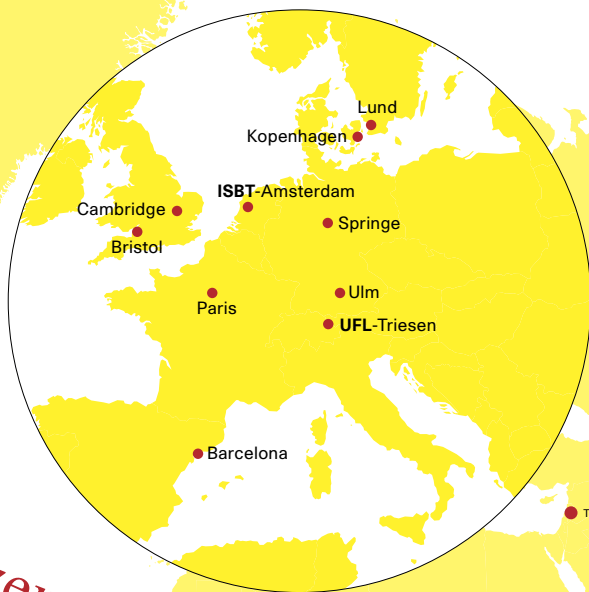 Lund
Kopenhagen
ISBT-Amsterdam
Cambridge
Springe
Bristol
Ulm
Paris
UFL-Triesen
Barcelona